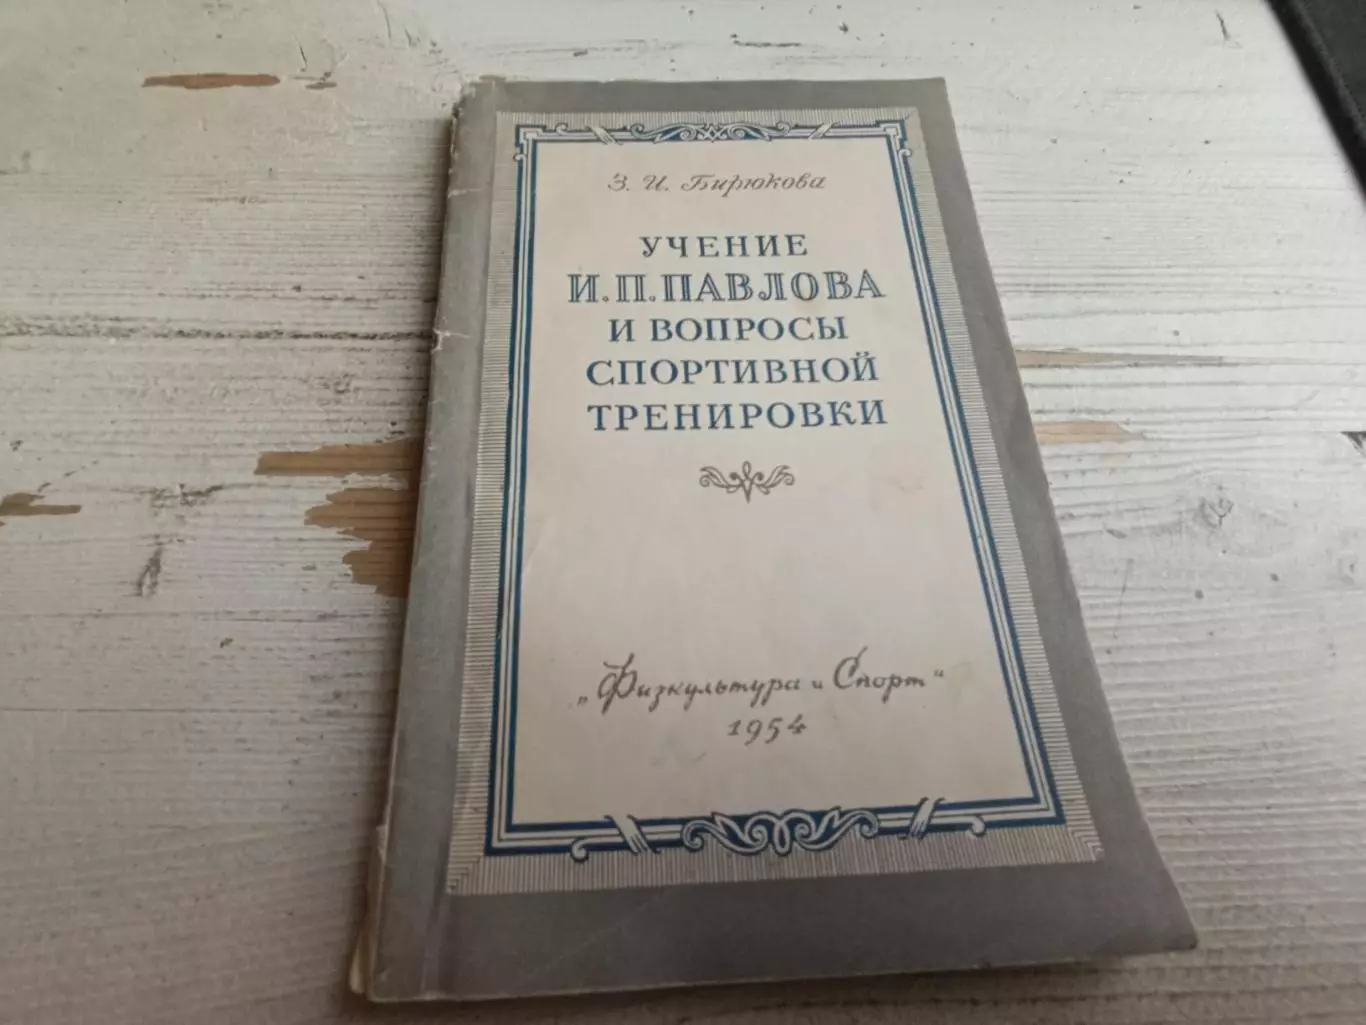 З. И. Бирюкова
УЧЕНИЕ
И.П.ПАВЛОВА
И ВОПРОСЫ
СПОРТИВНОЙ
ТРЕНИРОВКИ
„Физкультура и Спорт"
1954